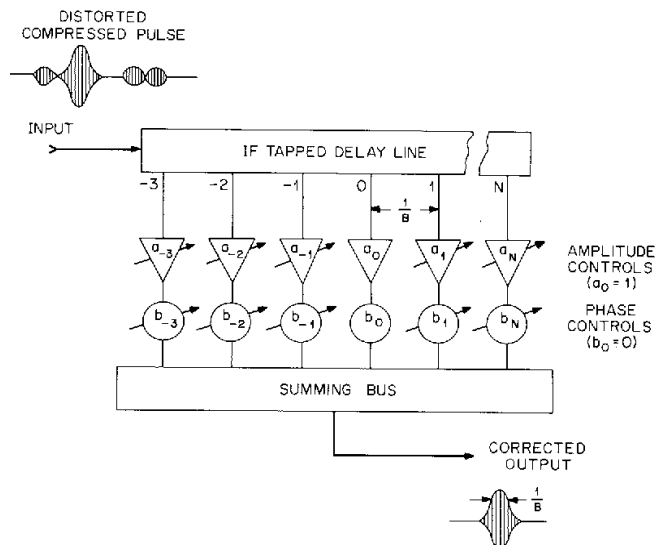 DISTORTED
COMPRESSED PULSE
INPUT
IF TAPPED DELAY LINE
-3 -2 -1 0 1 N
1/B
a-3 a-2 a-1 a0 a1 aN
AMPLITUDE
CONTROLS
(a0=1)
b-3 b-2 b-1 b0 b1 bN
PHASE
CONTROLS
(b0=0)
SUMMING BUS
CORRECTED
OUTPUT
1/B